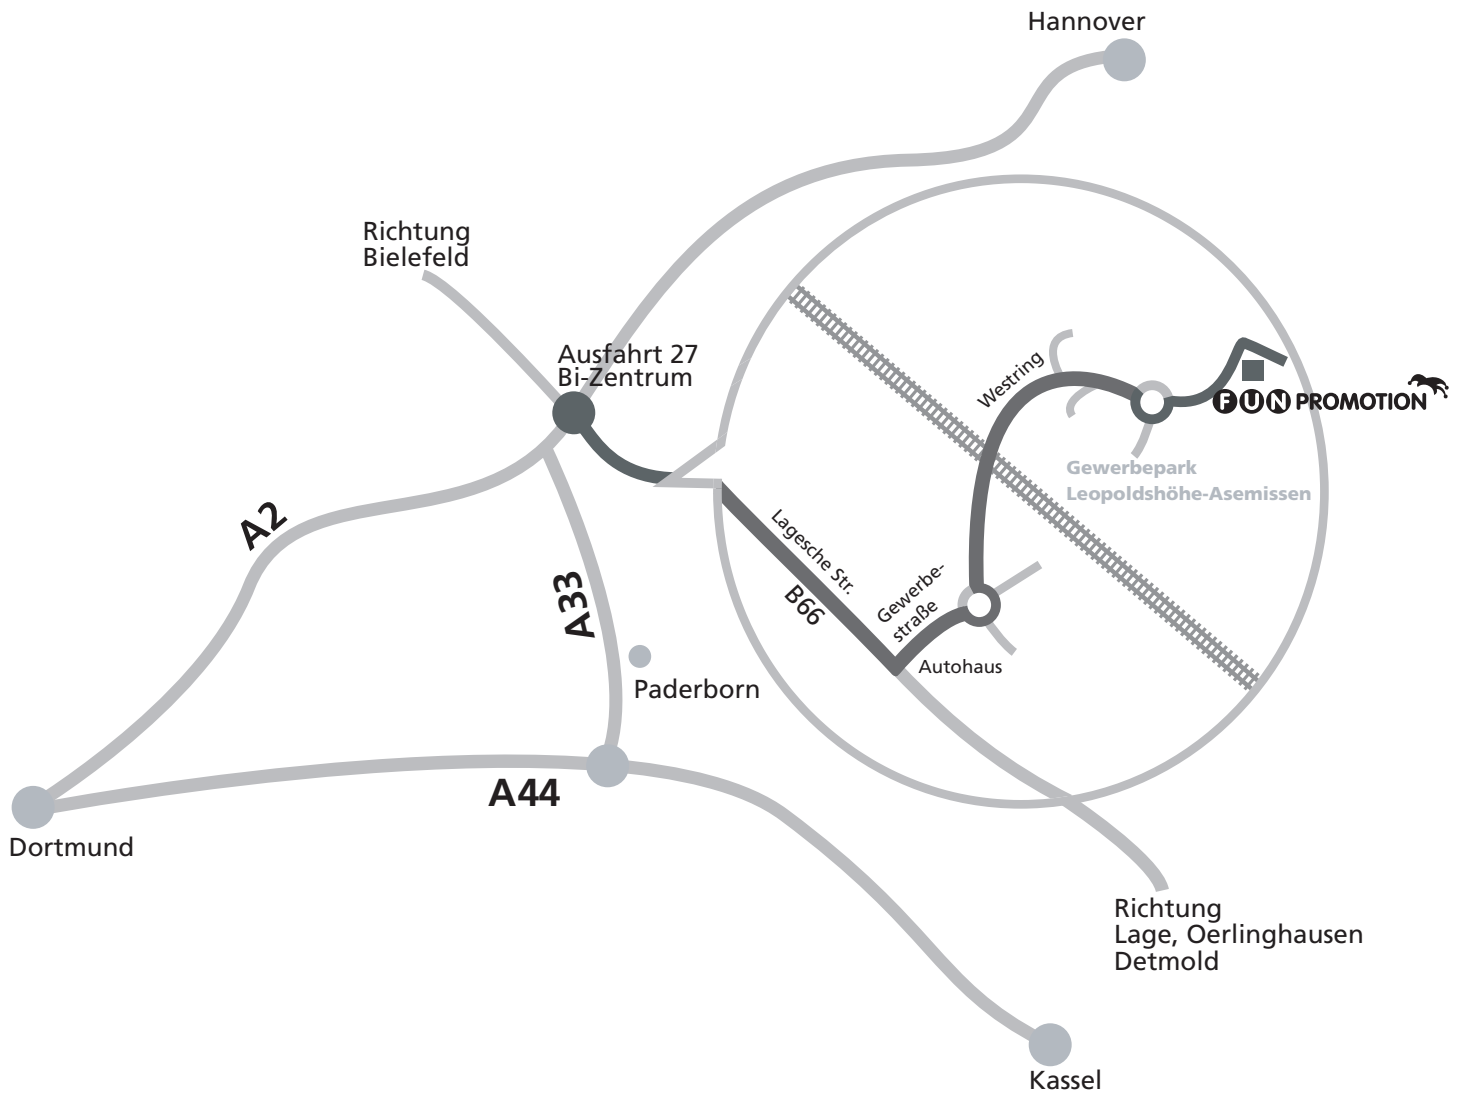 Hannover
Richtung
Bielefeld
Ausfahrt 27
Bi-Zentrum
Westring
FUN PROMOTION
Gewerbepark
Leopoldshöhe-Asemissen
A2
Lagesche Str.
B66
Gewerbe-
straße
A33
Autohaus
Paderborn
A44
Dortmund
Richtung
Lage, Oerlinghausen
Detmold
Kassel